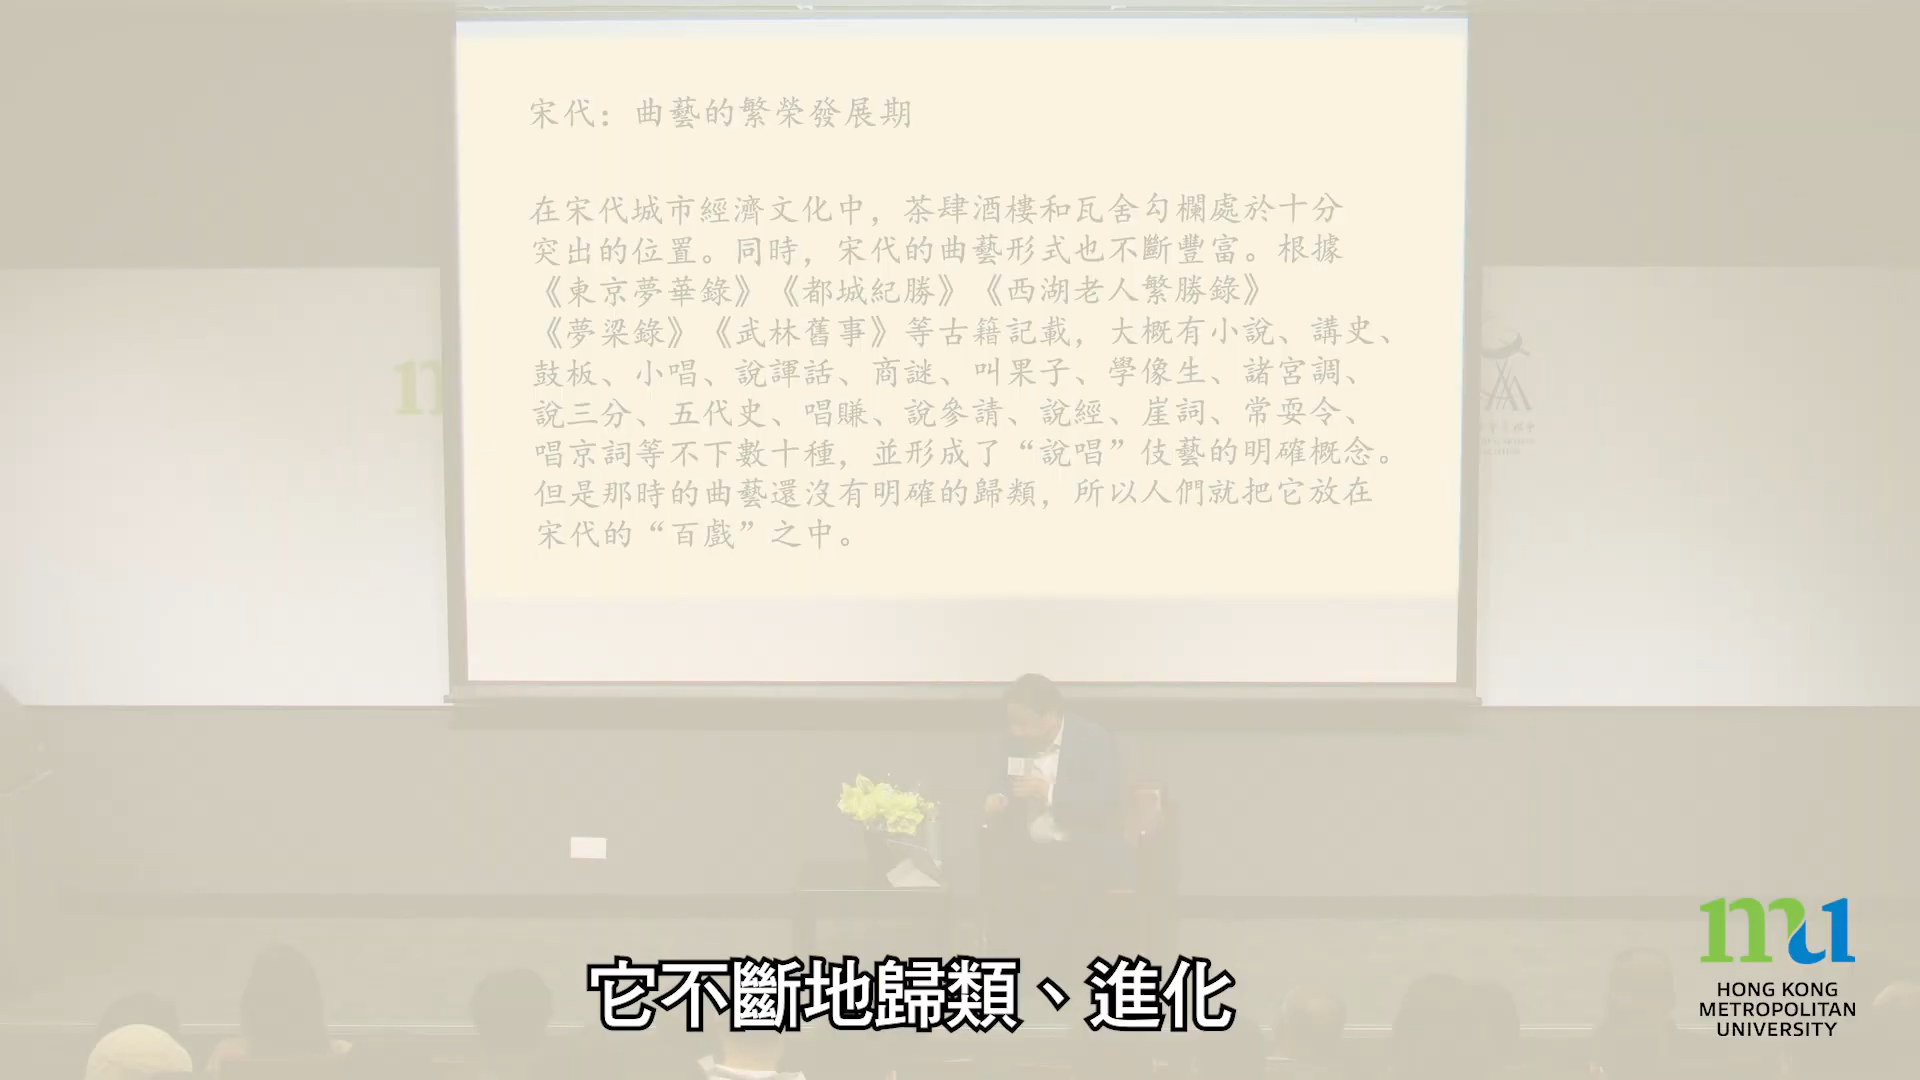 宋代：曲藝的繁榮發展期
在宋代城市經濟文化中，茶肆酒樓和瓦舍勾欄處於十分
突出的位置。同時，宋代的曲藝形式也不斷豐富。根據
《東京夢華錄》《都城紀勝》《西湖老人繁勝錄》
《夢梁錄》《武林舊事》等古籍記載，大概有小說、講史、
鼓板、小唱、說諢話、商謎、叫果子、學像生、諸宮調、
說三分、五代史、唱賺、說參請、說經、崖詞、常耍令、
唱京詞等不下數十種，並形成了“說唱”伎藝的明確概念。
但是那時的曲藝還沒有明確的歸類，所以人們就把它放在
宋代的“百戲”之中。
它不斷地歸類、進化
mu
HONG KONG
METROPOLITAN
UNIVERSITY